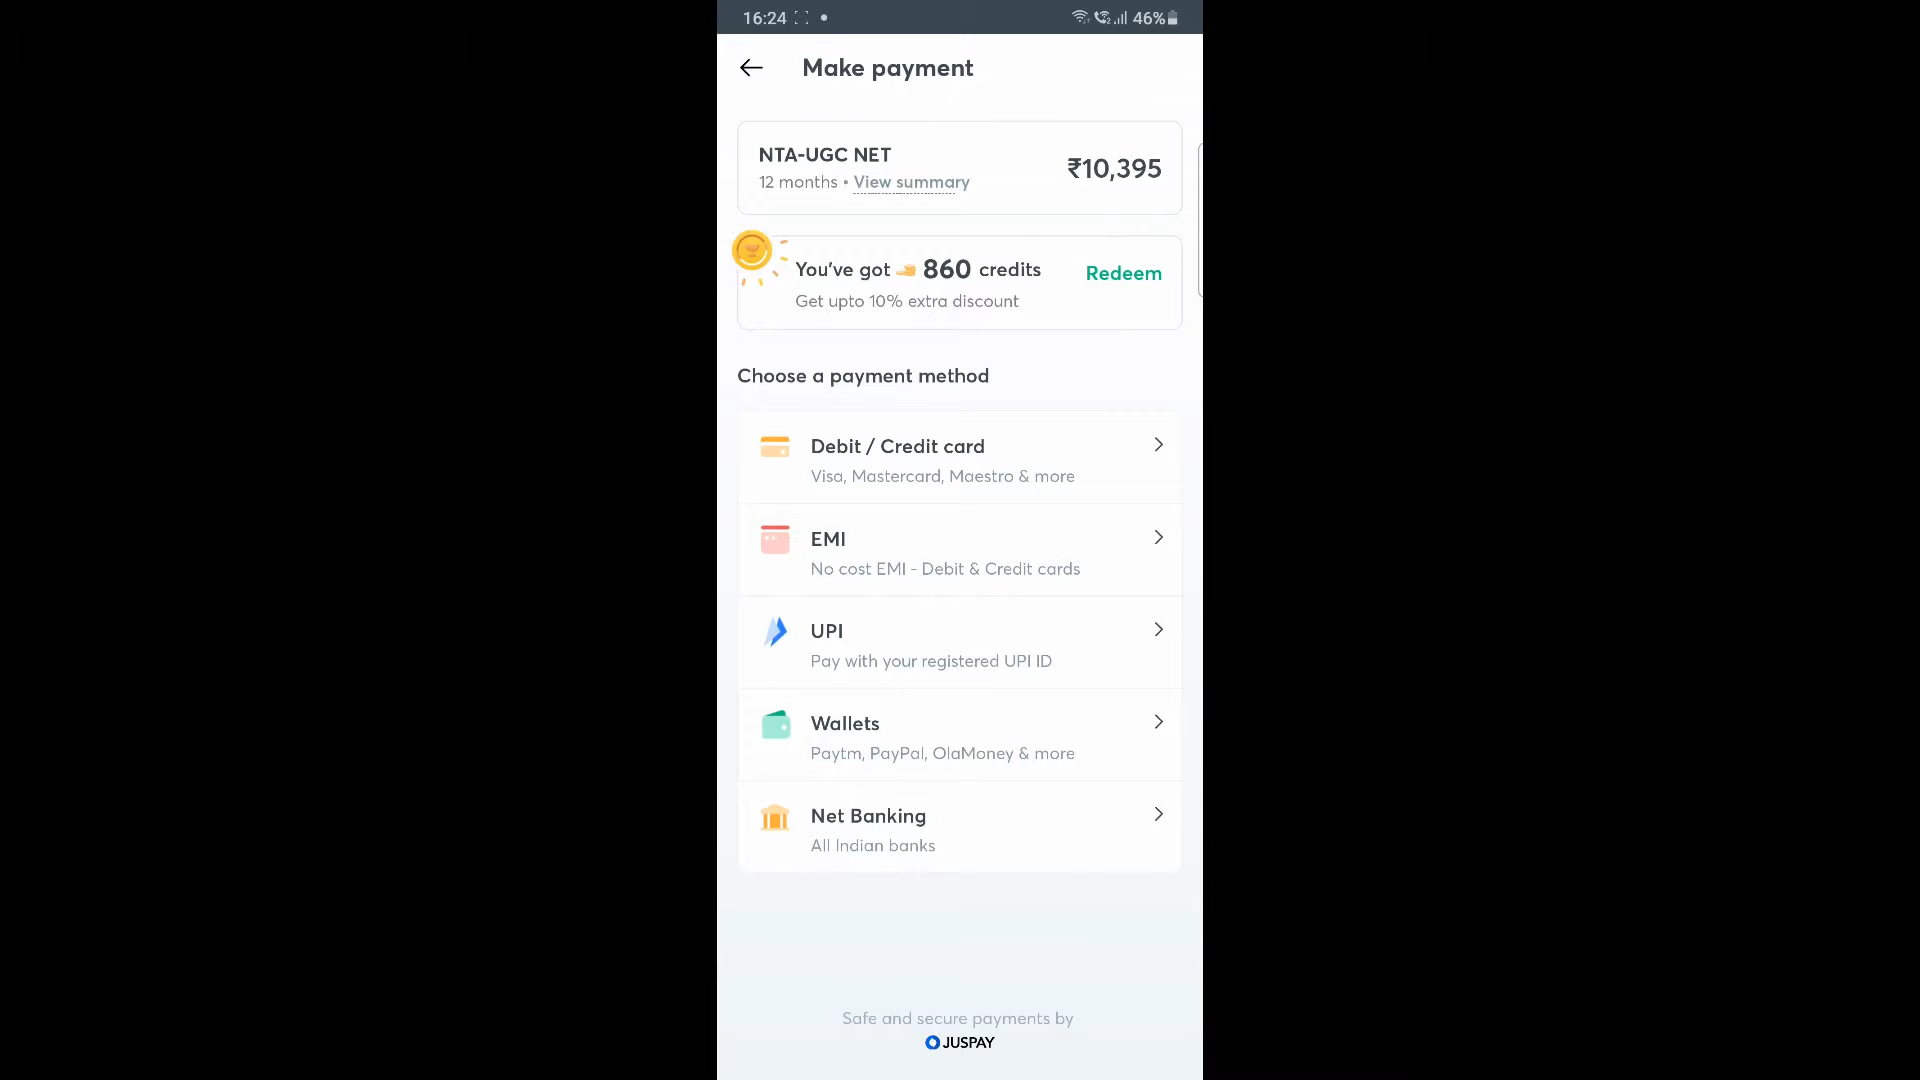 16:24 46%
Make payment
NTA-UGC NET
₹10,395
12 months • View summary
You've got 860 credits
Redeem
Get upto 10% extra discount
Choose a payment method
Debit / Credit card
Visa, Mastercard, Maestro & more
EMI
No cost EMI - Debit & Credit cards
UPI
Pay with your registered UPI ID
Wallets
Paytm, PayPal, OlaMoney & more
Net Banking
All Indian banks
Safe and secure payments by
JUSPAY